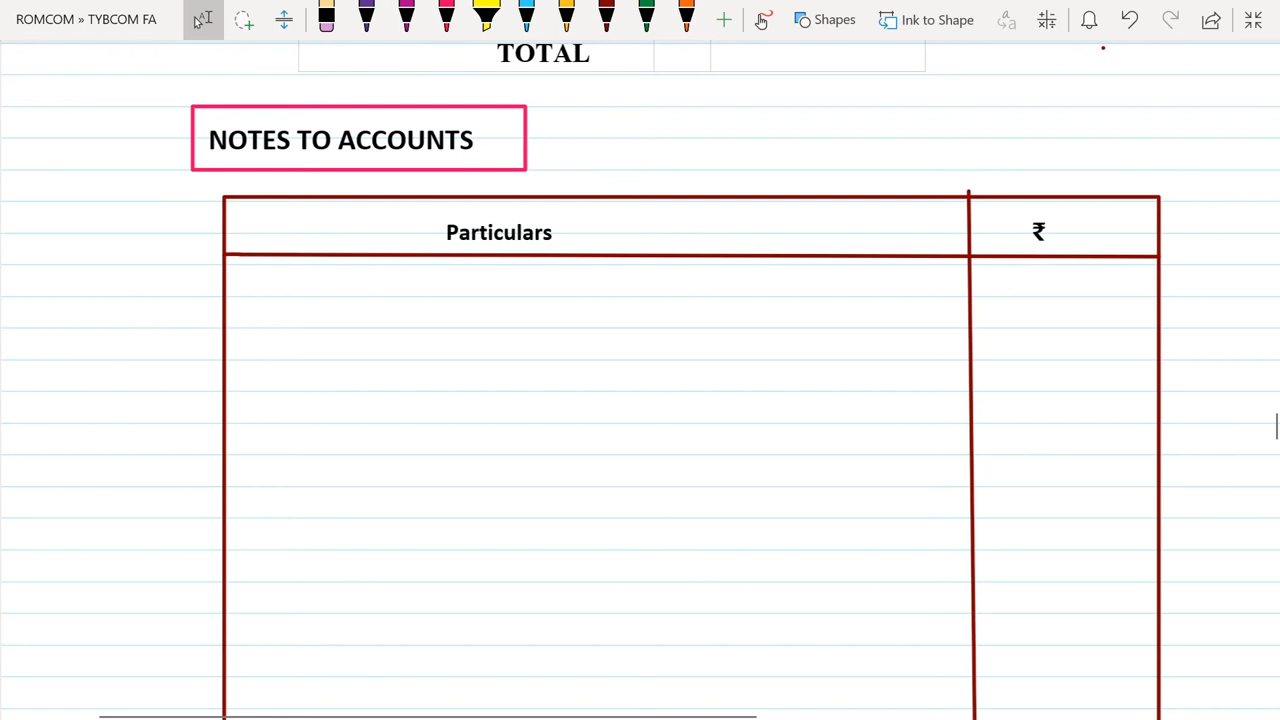 ROMCOM » TYBCOM FA
Shapes
Ink to Shape
TOTAL
NOTES TO ACCOUNTS
Particulars ₹